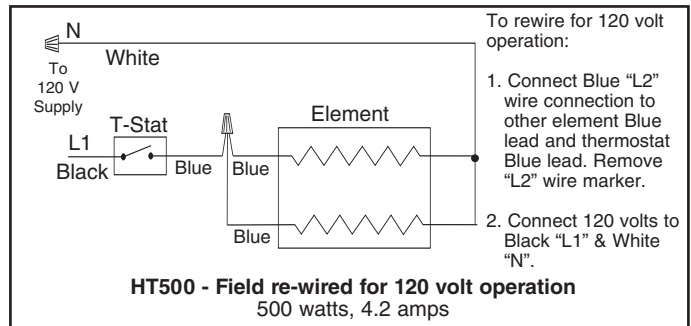 N
White
To
120 V
Supply
L1
Black
T-Stat
Blue
Blue
Blue
Element
To rewire for 120 volt
operation:
1. Connect Blue “L2”
wire connection to
other element Blue
lead and thermostat
Blue lead. Remove
“L2” wire marker.
2. Connect 120 volts to
Black “L1” & White
“N”.
HT500 - Field re-wired for 120 volt operation
500 watts, 4.2 amps